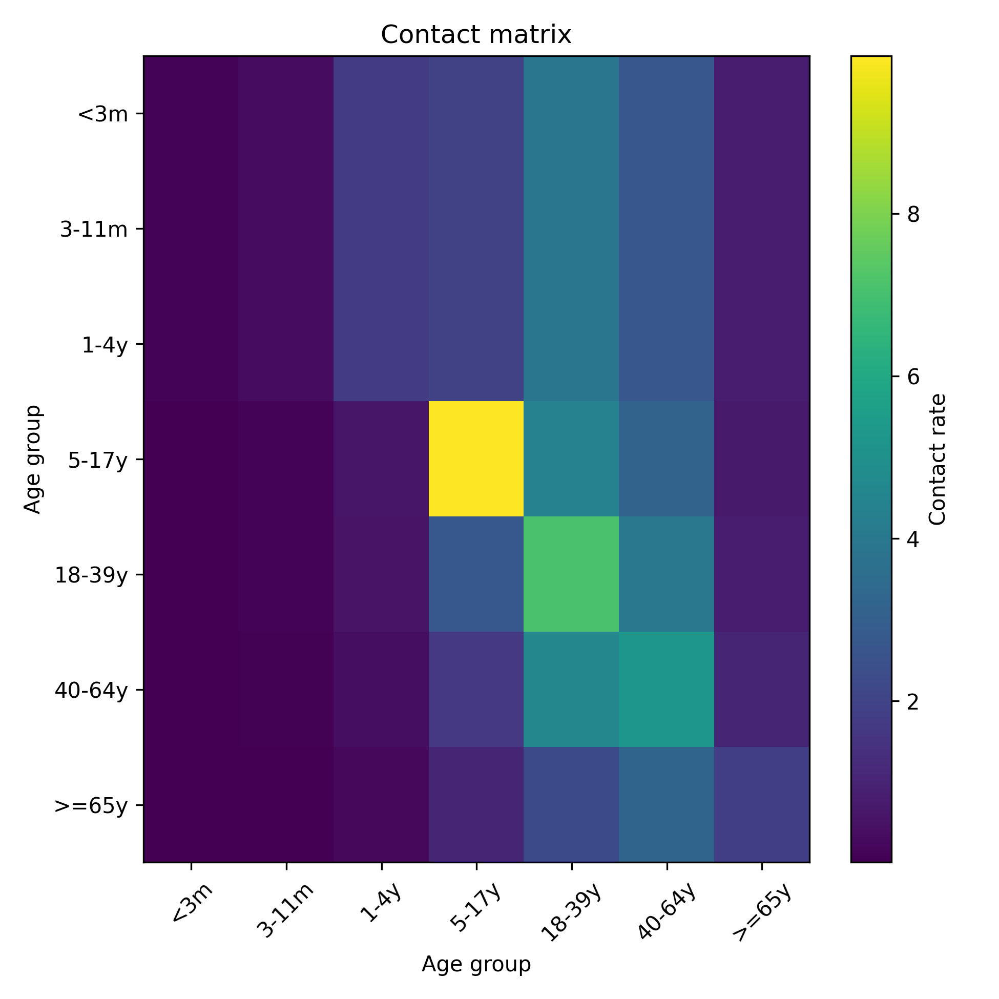 Contact matrix
<3m
3-11m
1-4y
5-17y
18-39y
40-64y
>=65y
Age group
<3m
3-11m
1-4y
5-17y
18-39y
40-64y
>=65y
Age group
8
6
4
2
Contact rate